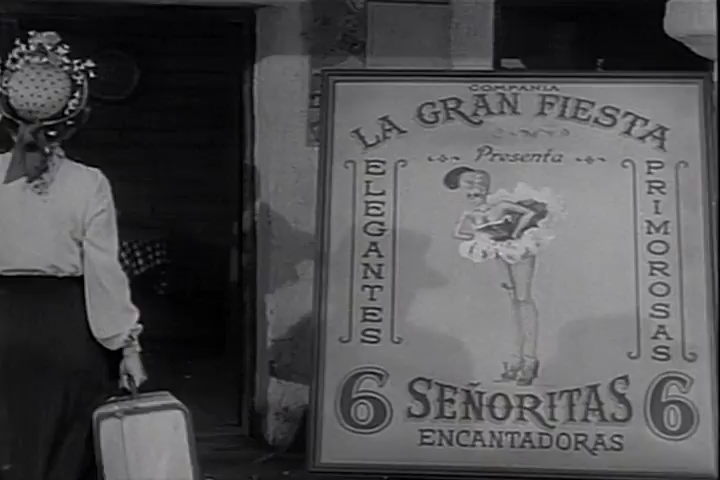 COMPAÑIA
LA GRAN FIESTA
Presenta
ELEGANTES
PRIMOROSAS
6 SEÑORITAS 6
ENCANTADORAS